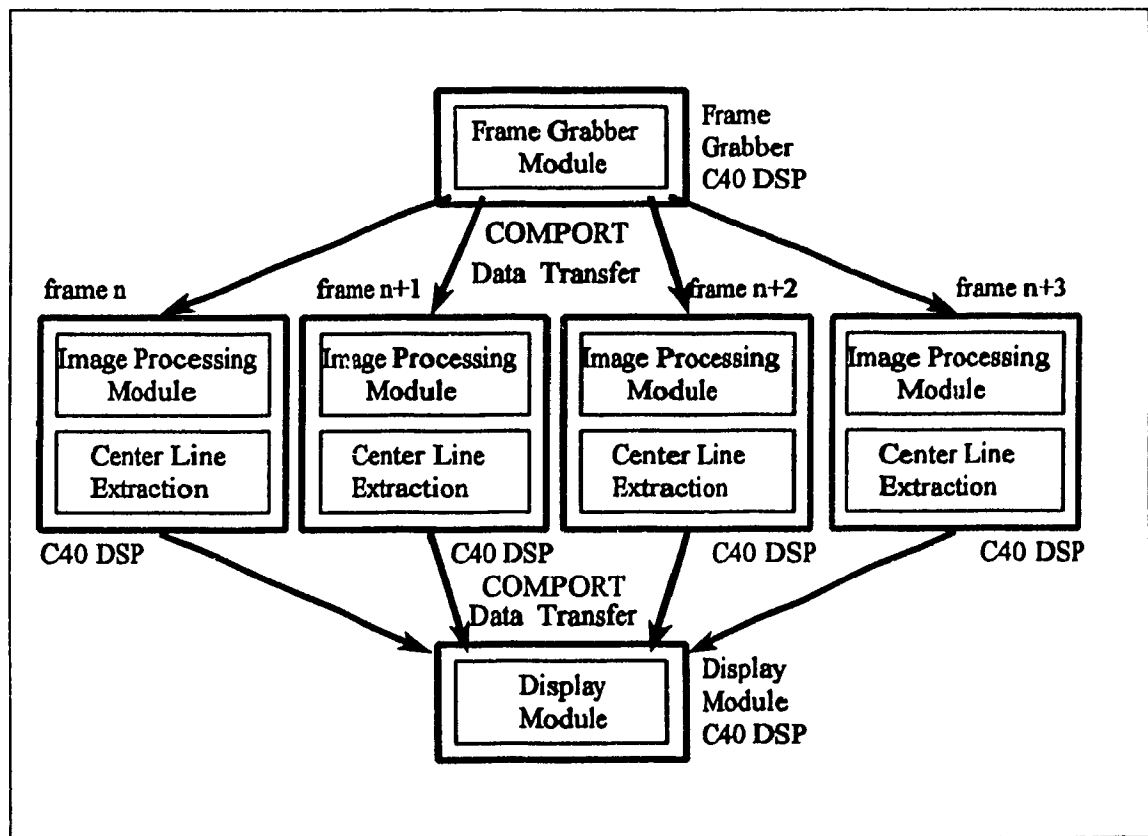 Frame Grabber
Module
Frame
Grabber
C40 DSP
COMPORT
Data Transfer
frame n
frame n+1
frame n+2
frame n+3
Image Processing
Module
Center Line
Extraction
C40 DSP
Image Processing
Module
Center Line
Extraction
C40 DSP
Image Processing
Module
Center Line
Extraction
C40 DSP
Image Processing
Module
Center Line
Extraction
C40 DSP
COMPORT
Data Transfer
Display
Module
Display
Module
C40 DSP